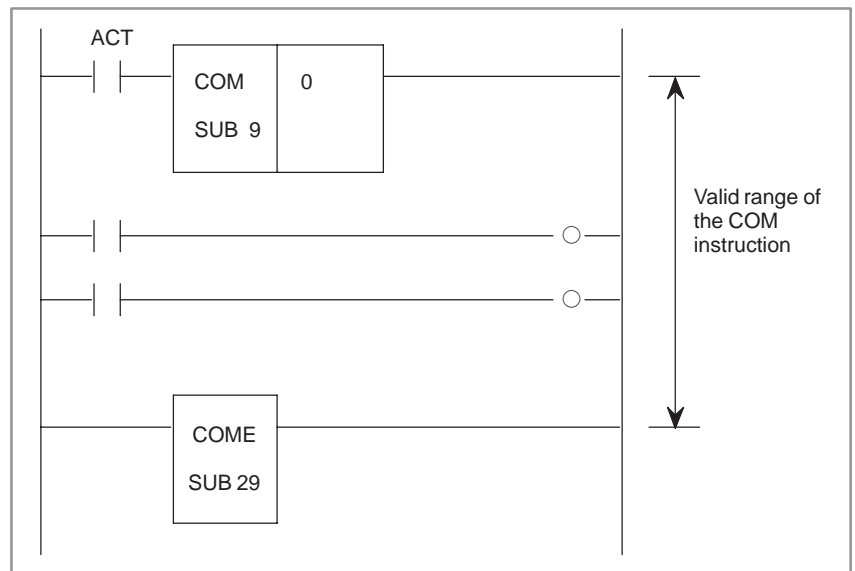 ACT
COM 0
SUB 9
Valid range of
the COM
instruction
COME
SUB 29